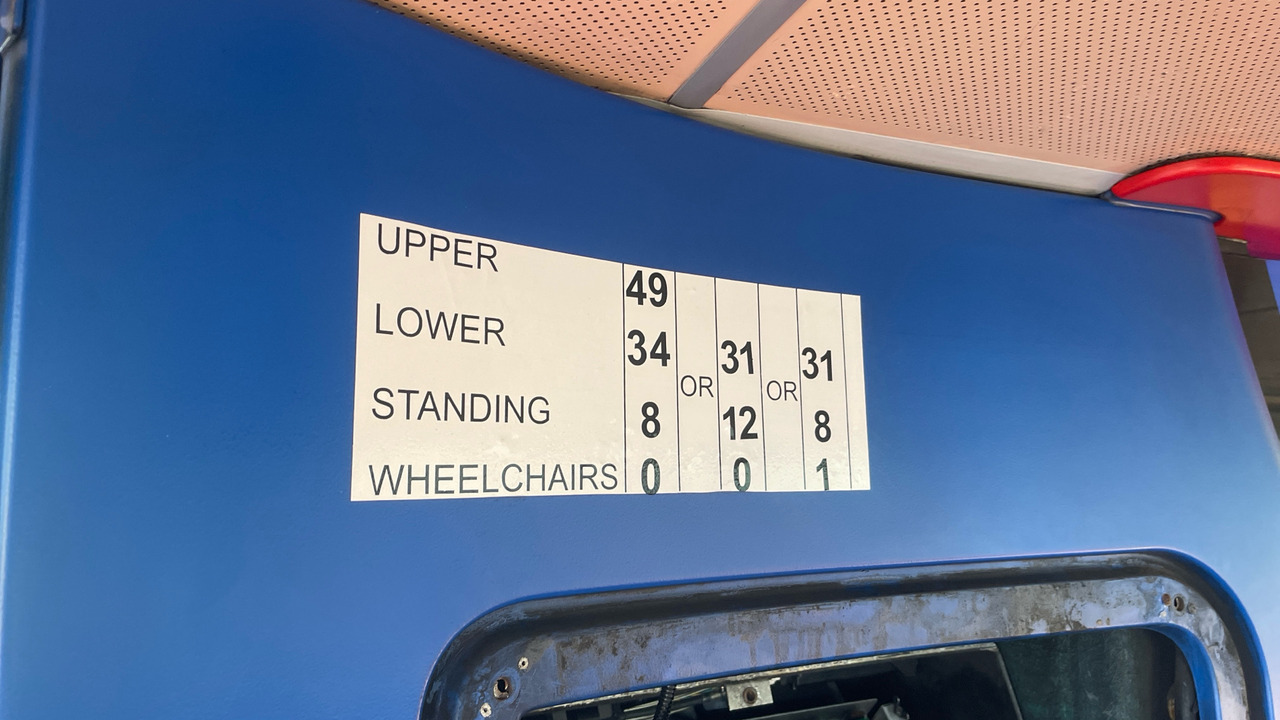 UPPER 49
LOWER 34 31 31
OR OR
STANDING 8 12 8
WHEELCHAIRS 0 0 1